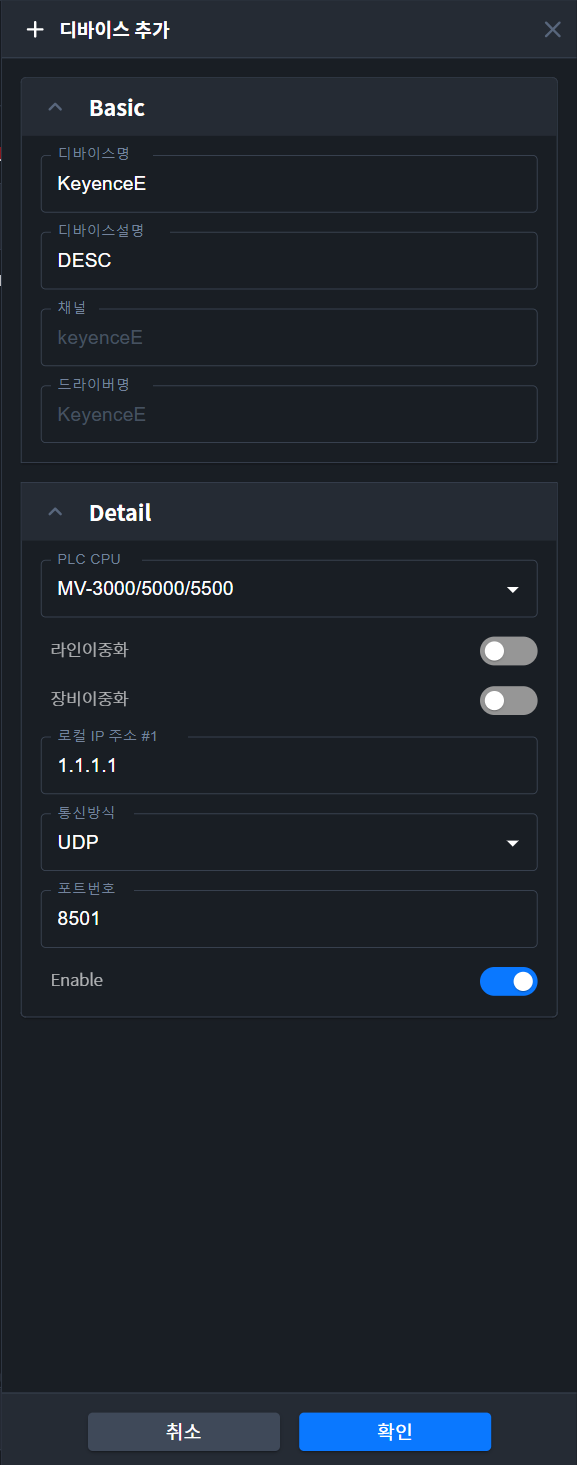 디바이스 추가
Basic
디바이스명
KeyenceE
디바이스설명
DESC
채널
keyenceE
드라이버명
KeyenceE
Detail
PLC CPU
MV-3000/5000/5500
라인이중화
장비이중화
로컬 IP 주소 #1
1.1.1.1
통신방식
UDP
포트번호
8501
Enable
취소 확인